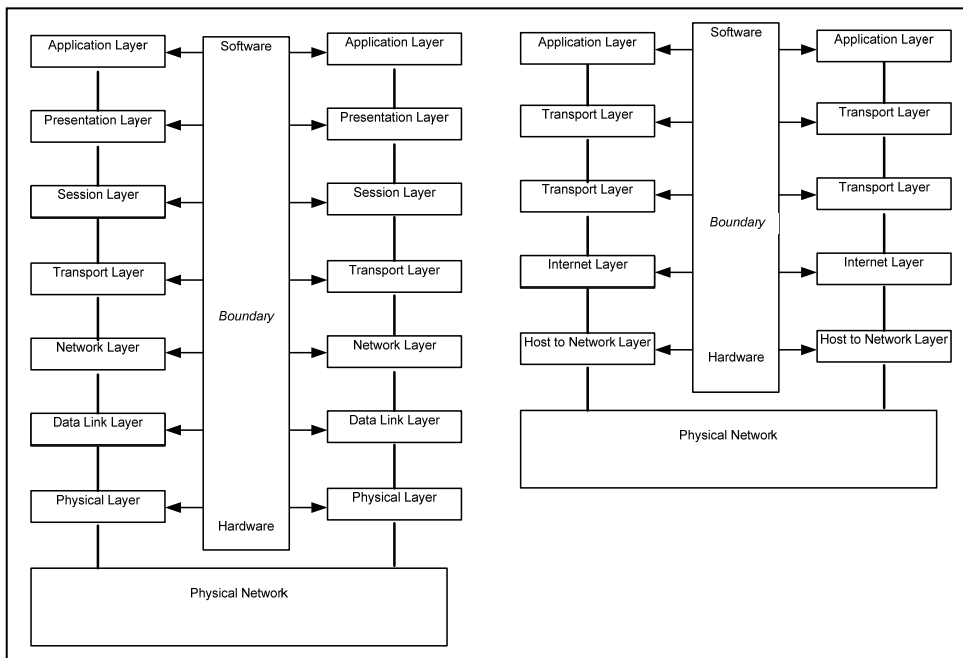 Application Layer
Software
Application Layer
Presentation Layer
Presentation Layer
Session Layer
Session Layer
Transport Layer
Transport Layer
Boundary
Network Layer
Network Layer
Data Link Layer
Data Link Layer
Physical Layer
Physical Layer
Hardware
Physical Network
Application Layer
Software
Application Layer
Transport Layer
Transport Layer
Transport Layer
Transport Layer
Boundary
Internet Layer
Internet Layer
Host to Network Layer
Hardware
Host to Network Layer
Physical Network